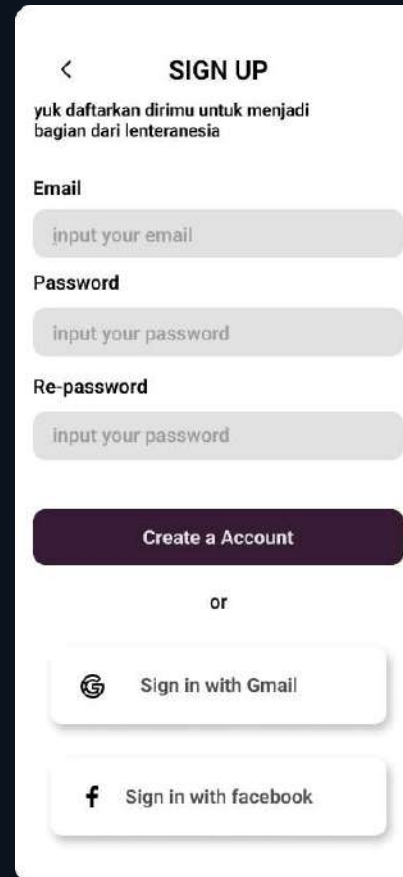 SIGN UP
yuk daftarkan dirimu untuk menjadi
bagian dari lenteranesia
Email
input your email
Password
input your password
Re-password
input your password
Create a Account
or
Sign in with Gmail
Sign in with facebook